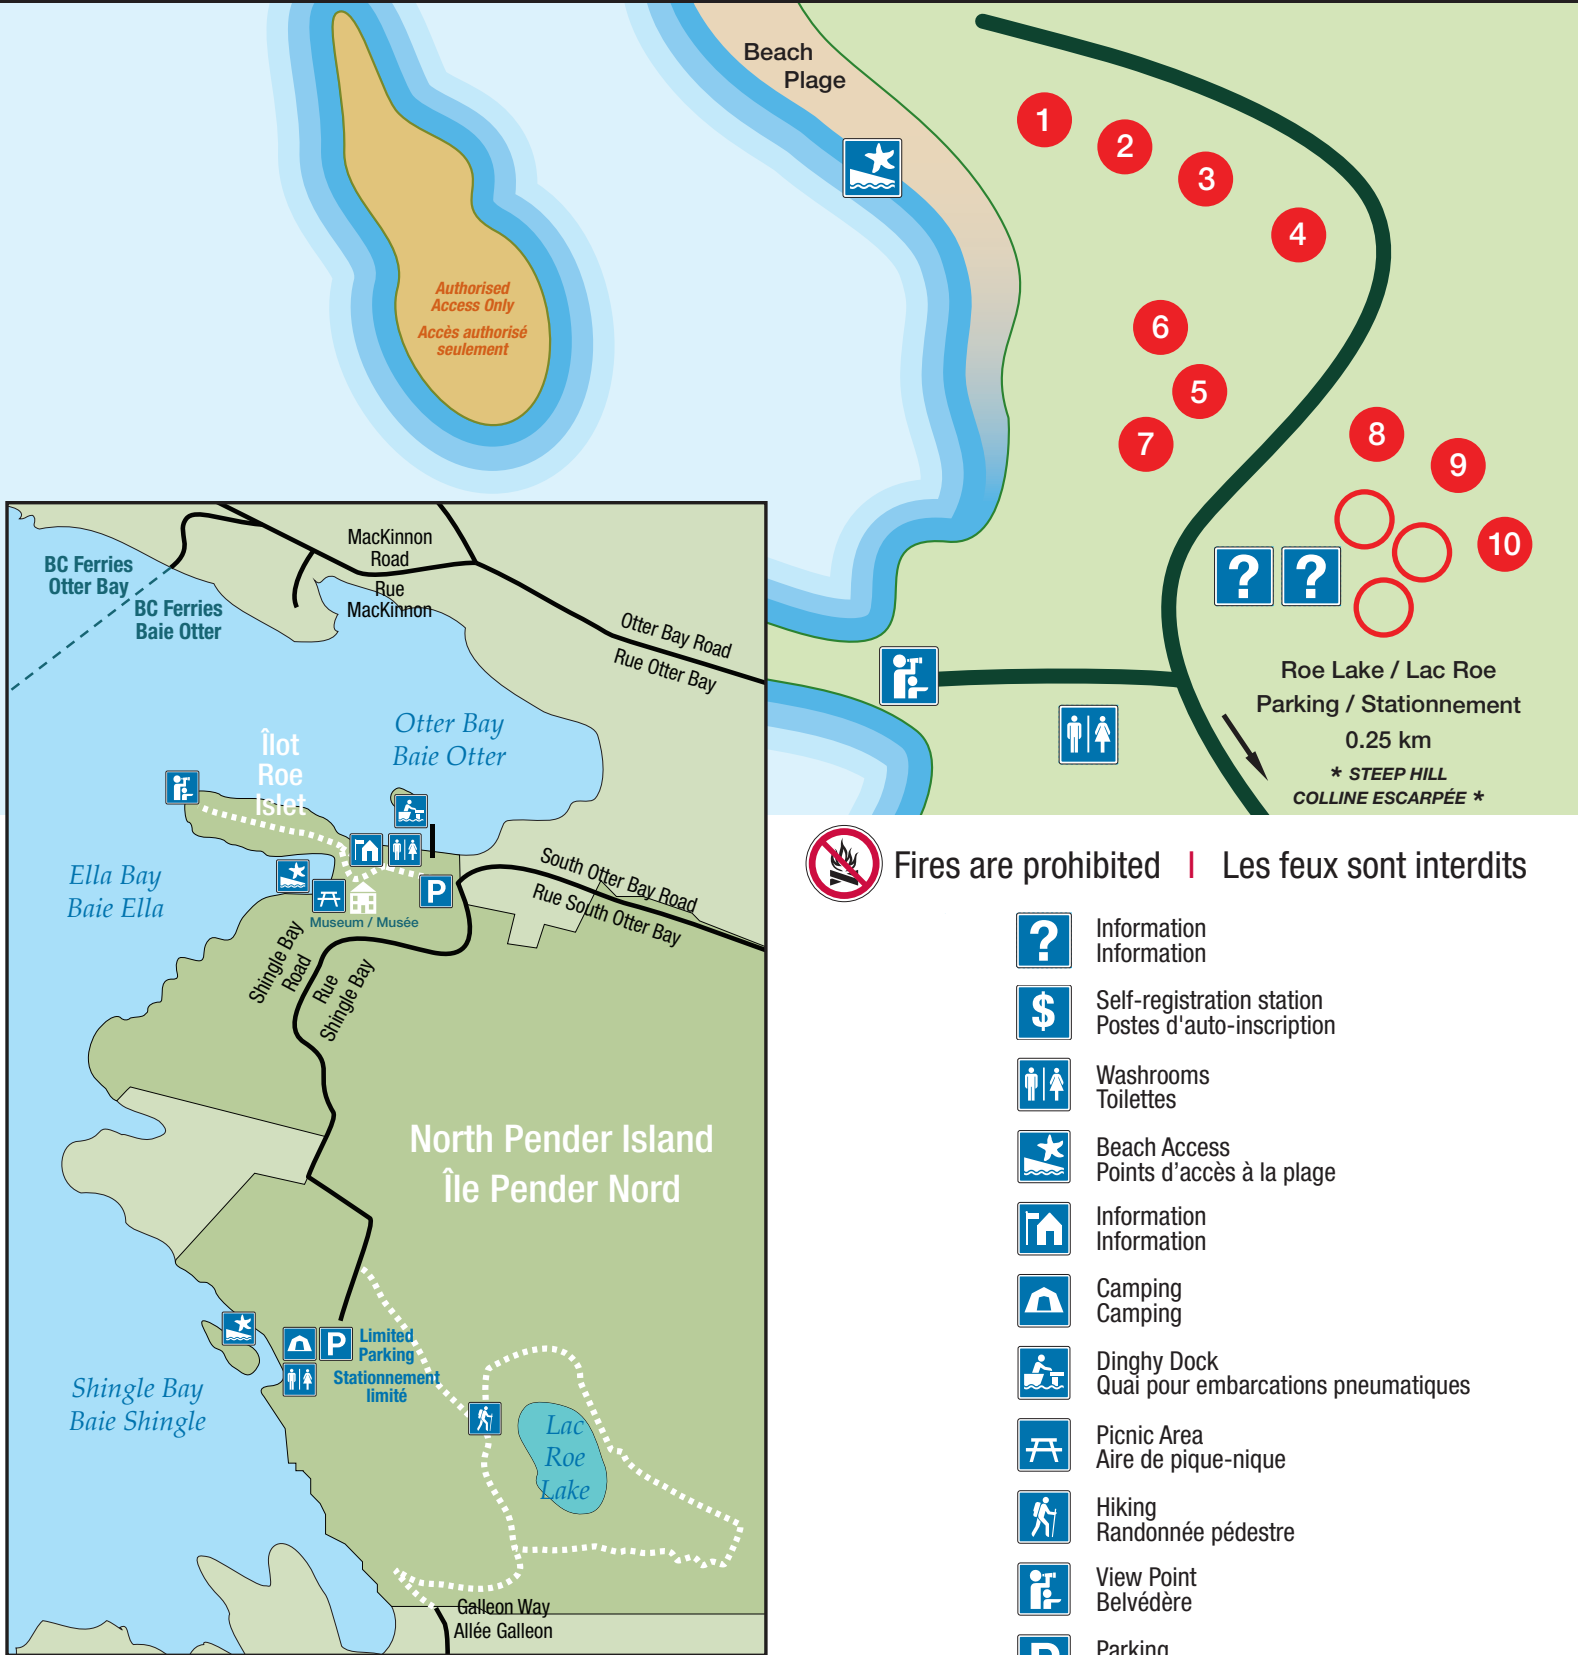 Beach
Plage
1
2
3
4
6
5
7
8
9
10
Authorised
Access Only
Accès authorisé
seulement
?
?
Roe Lake / Lac Roe
Parking / Stationnement
0.25 km
* STEEP HILL
COLLINE ESCARPÉE *
BC Ferries
Otter Bay
BC Ferries
Baie Otter
MacKinnon
Road
Rue
MacKinnon
Otter Bay Road
Rue Otter Bay
Otter Bay
Baie Otter
Îlot
Roe
Islet
Ella Bay
Baie Ella
P
Museum / Musée
South Otter Bay Road
Rue South Otter Bay
Shingle Bay
Road
Rue
Shingle Bay
North Pender Island
Île Pender Nord
P
Limited
Parking
Stationnement
limité
Shingle Bay
Baie Shingle
Lac
Roe
Lake
Galleon Way
Allée Galleon
Fires are prohibited | Les feux sont interdits
?
Information
Information
$
Self-registration station
Postes d'auto-inscription
Washrooms
Toilettes
Beach Access
Points d’accès à la plage
Information
Information
Camping
Camping
Dinghy Dock
Quai pour embarcations pneumatiques
Picnic Area
Aire de pique-nique
Hiking
Randonnée pédestre
View Point
Belvédère
P
Parking